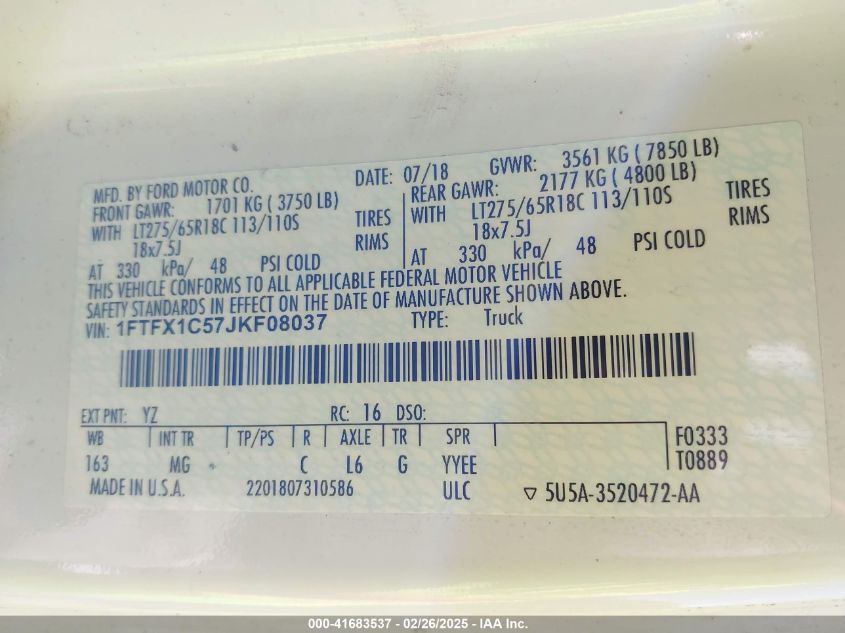 MFD. BY FORD MOTOR CO. DATE: 07/18 GVWR: 3561 KG ( 7850 LB)
FRONT GAWR: 1701 KG ( 3750 LB) REAR GAWR: 2177 KG ( 4800 LB)
WITH LT275/65R18C 113/110S TIRES WITH LT275/65R18C 113/110S TIRES
18x7.5J RIMS 18x7.5J RIMS
AT 330 kPa/ 48 PSI COLD AT 330 kPa/ 48 PSI COLD
THIS VEHICLE CONFORMS TO ALL APPLICABLE FEDERAL MOTOR VEHICLE
SAFETY STANDARDS IN EFFECT ON THE DATE OF MANUFACTURE SHOWN ABOVE.
VIN: 1FTFX1C57JKF08037 TYPE: Truck
EXT PNT: YZ RC: 16 DSO:
WB INT TR TP/PS R AXLE TR SPR F0333
163 MG C L6 G YYEE T0889
MADE IN U.S.A. 2201807310586 ULC ▽ 5U5A-3520472-AA
000-41683537 - 02/26/2025 - IAA Inc.